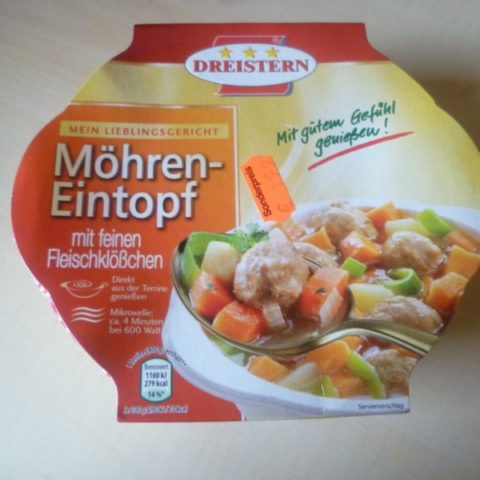 DREISTERN
Mit gutem Gefühl
genießen!
MEIN LIEBLINGSGERICHT
Möhren-
Eintopf
mit feinen
Fleischklößchen
Direkt
aus der Terrine
genießen
Mikrowelle:
ca. 4 Minuten
bei 600 Watt
Sonderpreis
Brennwert
1160 kJ
279 kcal
14 %*
Serviervorschlag